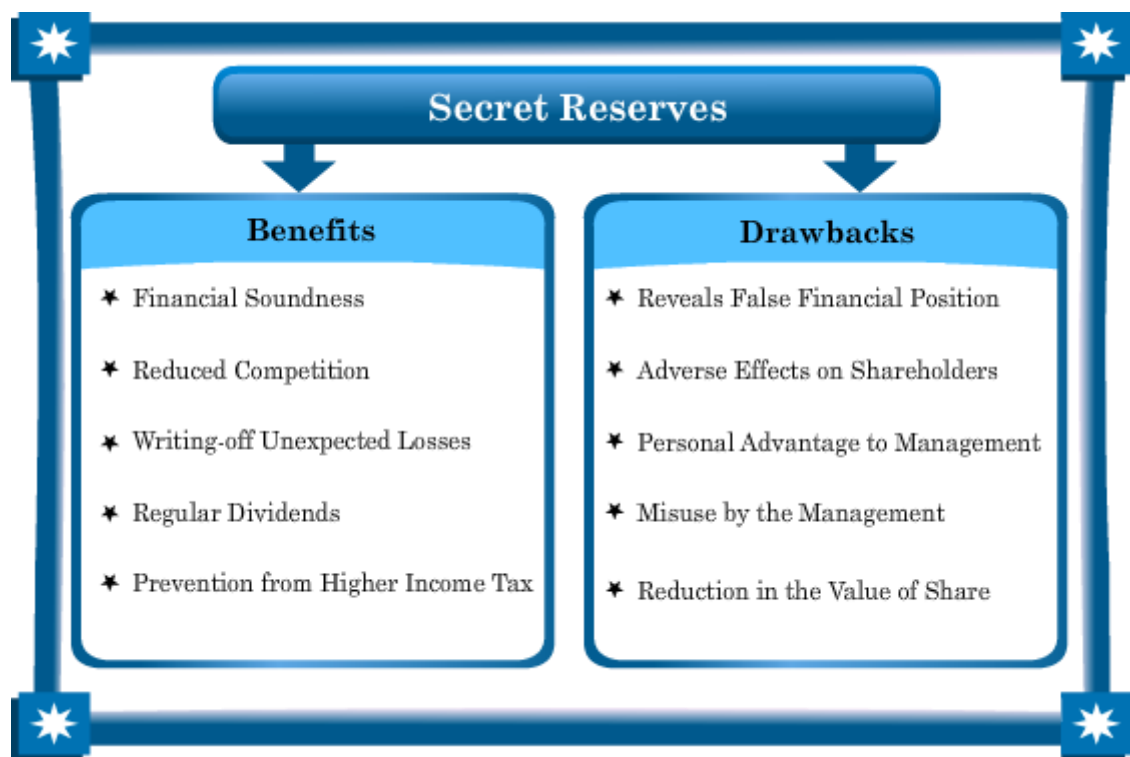 Secret Reserves
Benefits
Financial Soundness
Reduced Competition
Writing-off Unexpected Losses
Regular Dividends
Prevention from Higher Income Tax
Drawbacks
Reveals False Financial Position
Adverse Effects on Shareholders
Personal Advantage to Management
Misuse by the Management
Reduction in the Value of Share